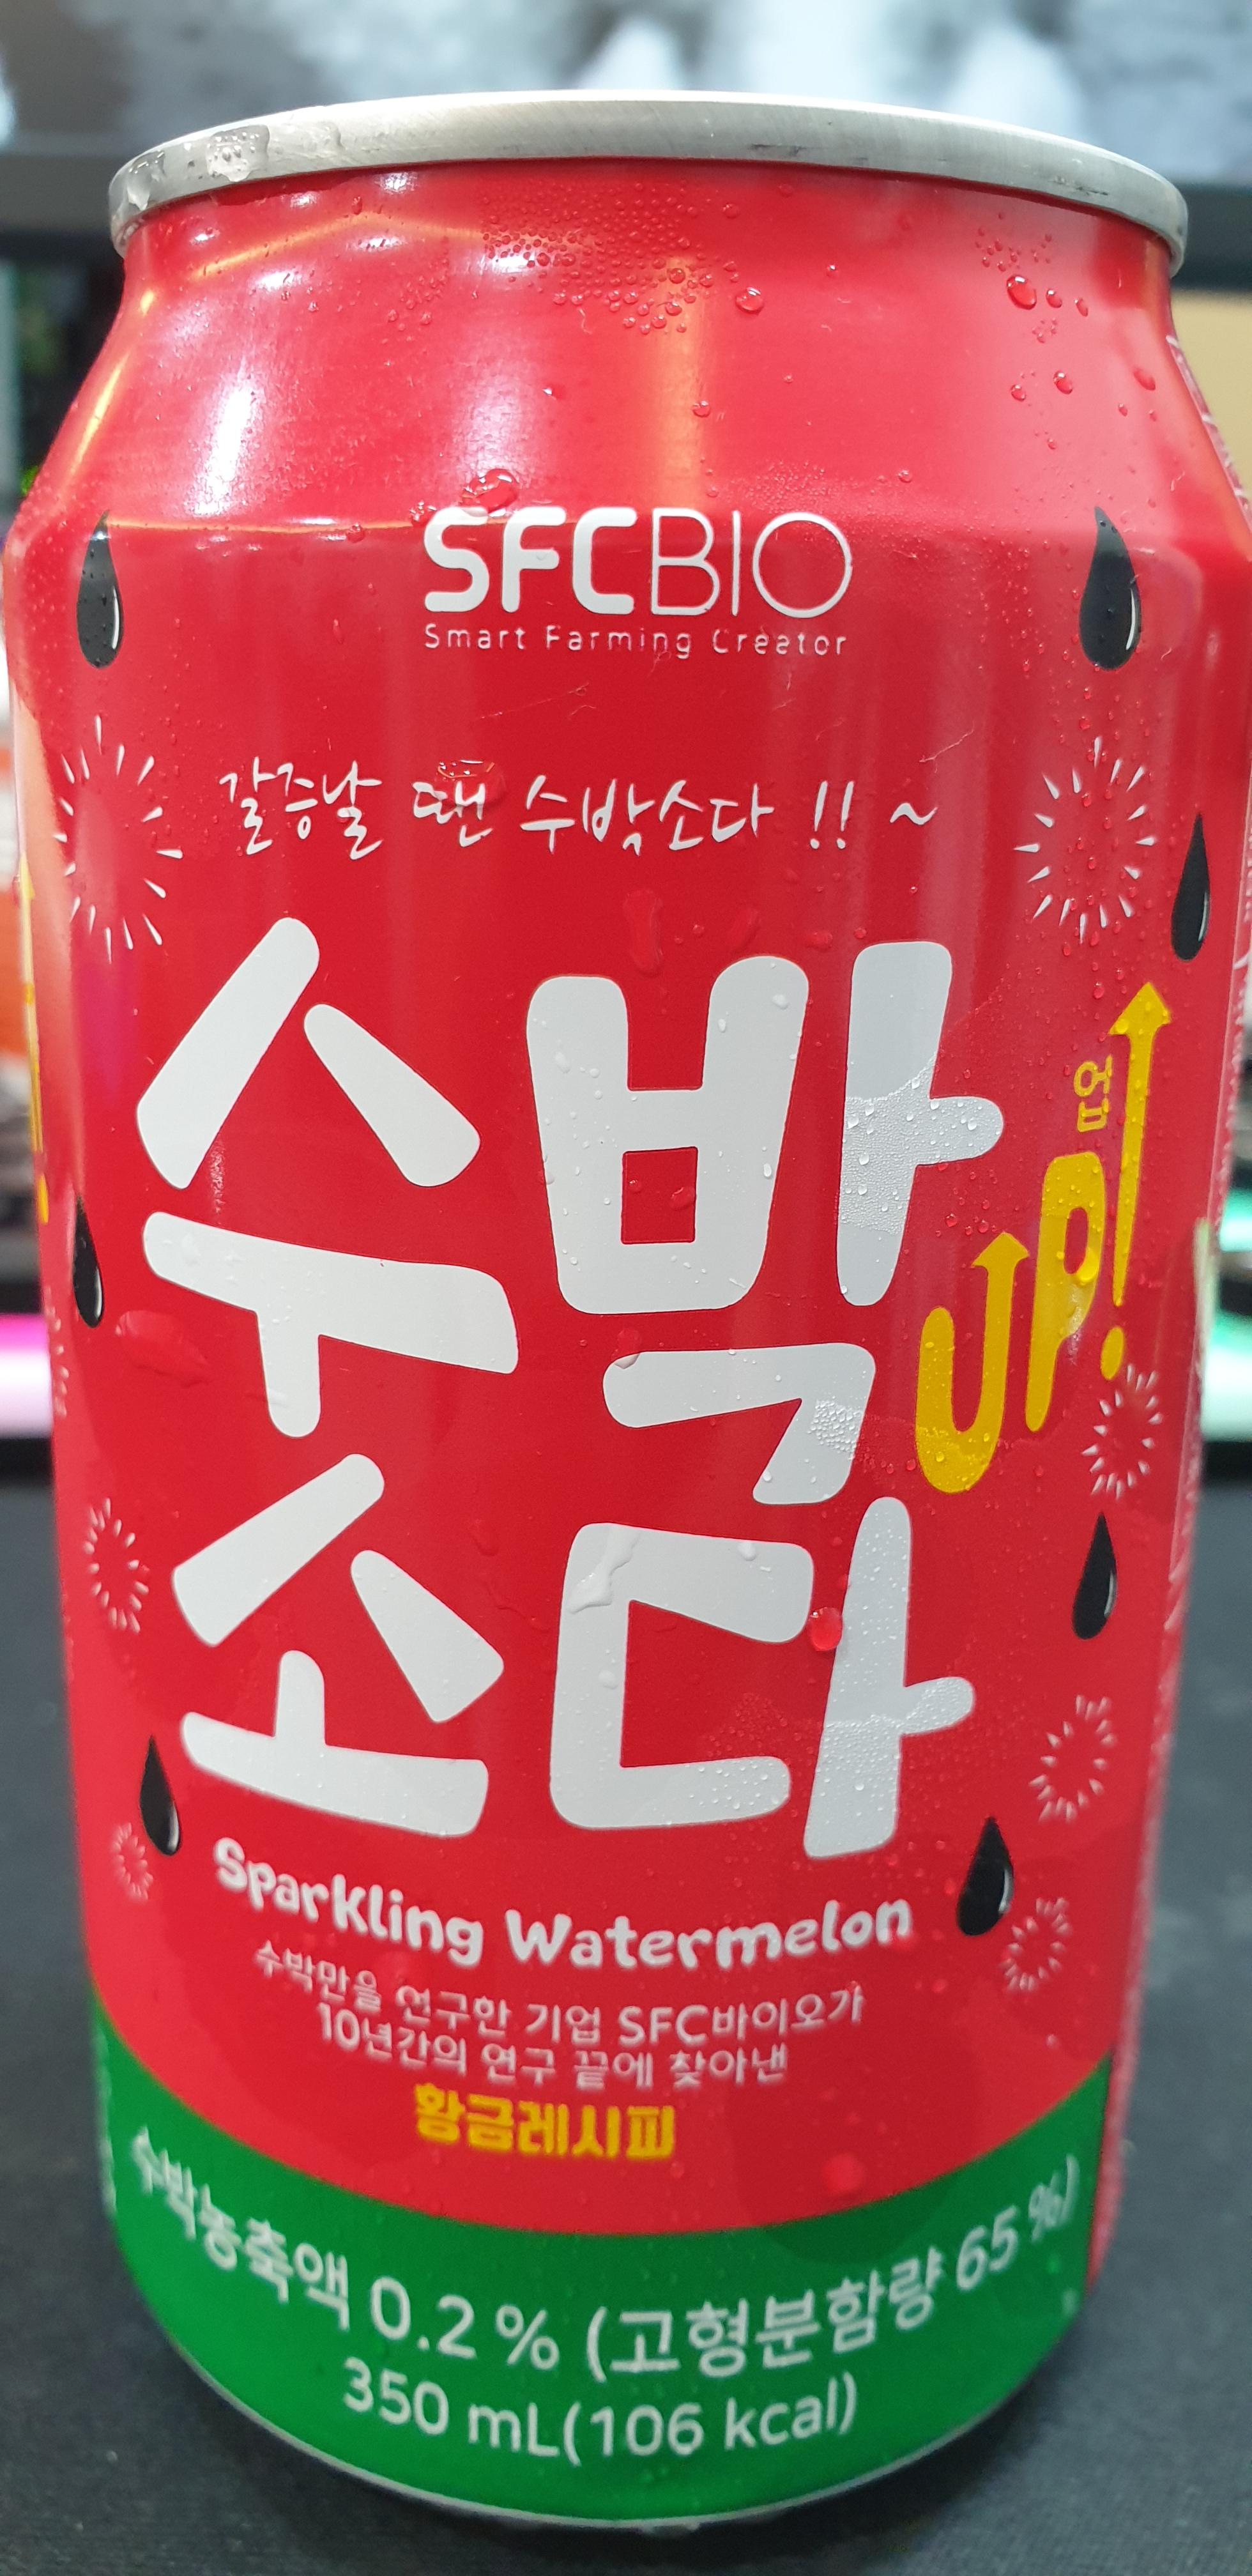 SFCBIO
Smart Farming Creator
갈증날 땐 수박소다 !! ~
수박
업
UP!
소다
Sparkling Watermelon
수박만을 연구한 기업 SFC바이오가
10년간의 연구 끝에 찾아낸
황금레시피
수박농축액 0.2 % (고형분함량 65 %)
350 mL(106 kcal)